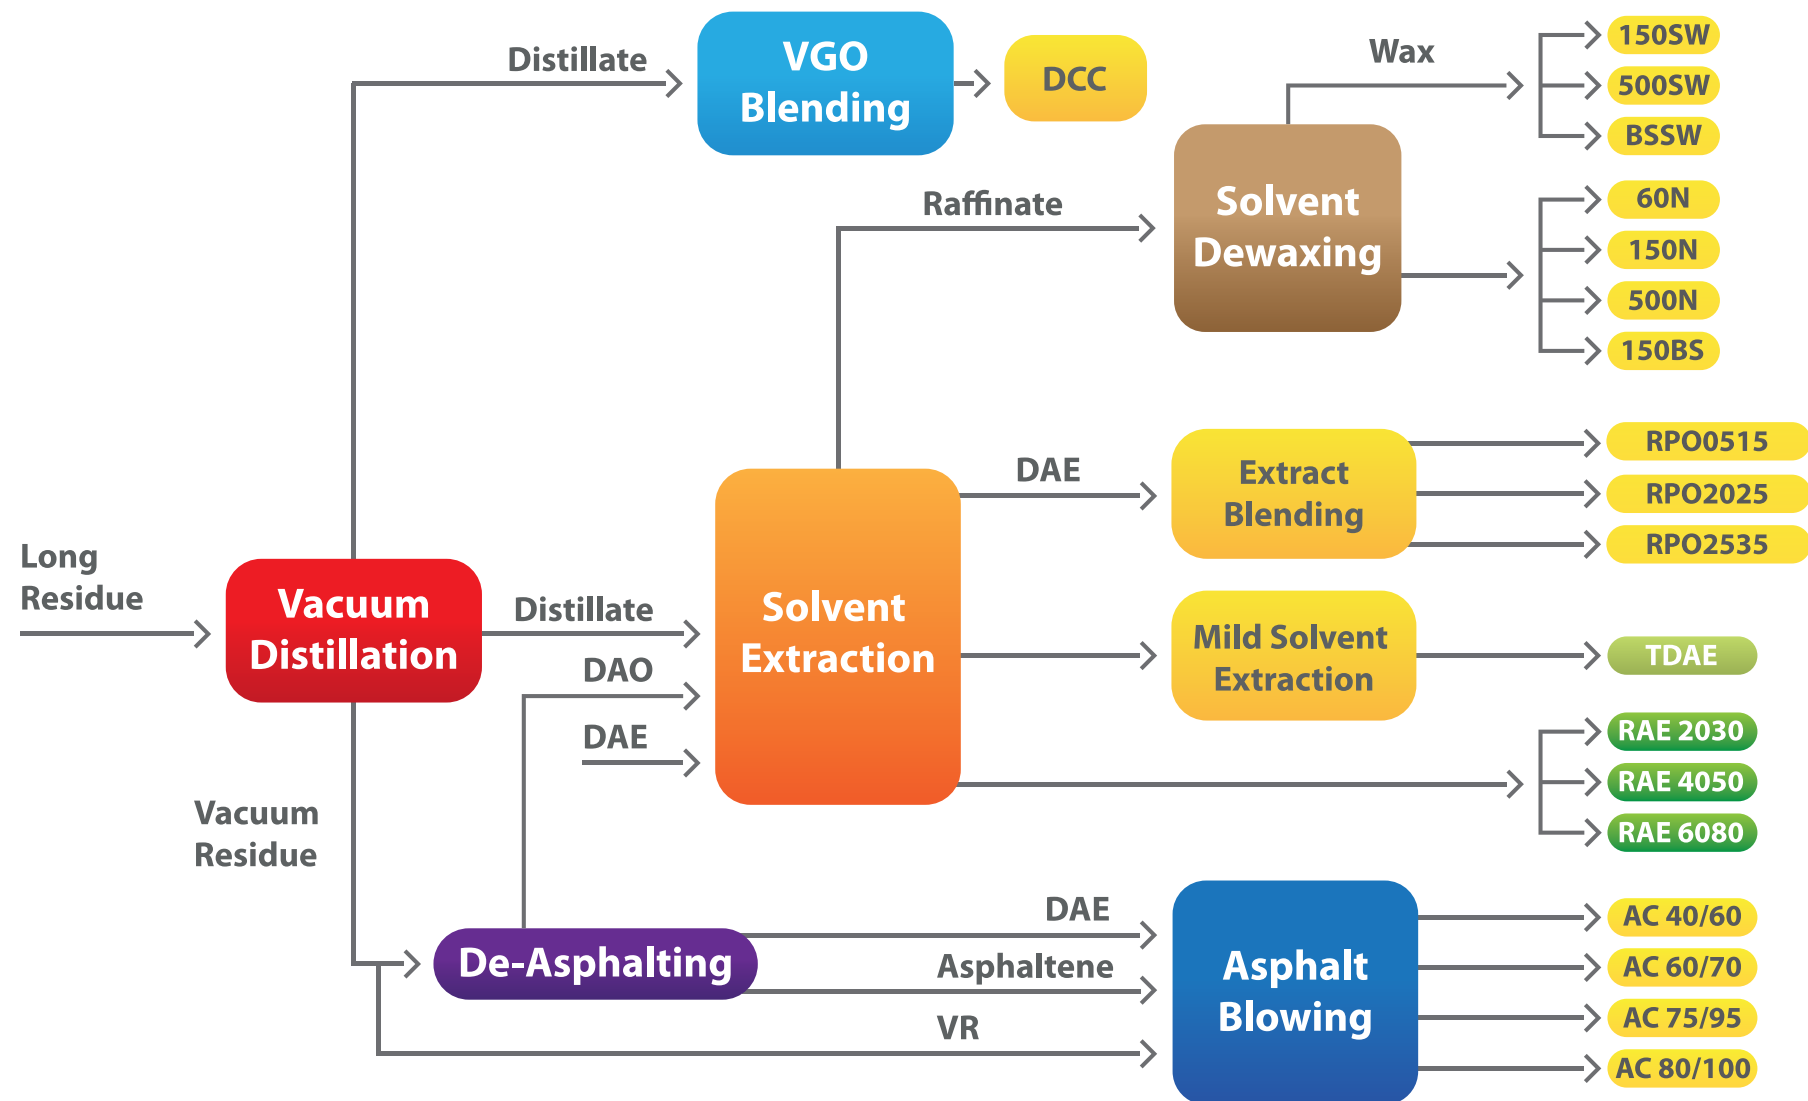 Distillate
VGO
Blending
DCC
Wax
150SW
500SW
BSSW
Raffinate
Solvent
Dewaxing
60N
150N
500N
150BS
DAE
Extract
Blending
RPO0515
RPO2025
RPO2535
Long
Residue
Vacuum
Distillation
Distillate
DAO
DAE
Solvent
Extraction
Mild Solvent
Extraction
TDAE
RAE 2030
RAE 4050
RAE 6080
Vacuum
Residue
De-Asphalting
DAE
Asphaltene
VR
Asphalt
Blowing
AC 40/60
AC 60/70
AC 75/95
AC 80/100